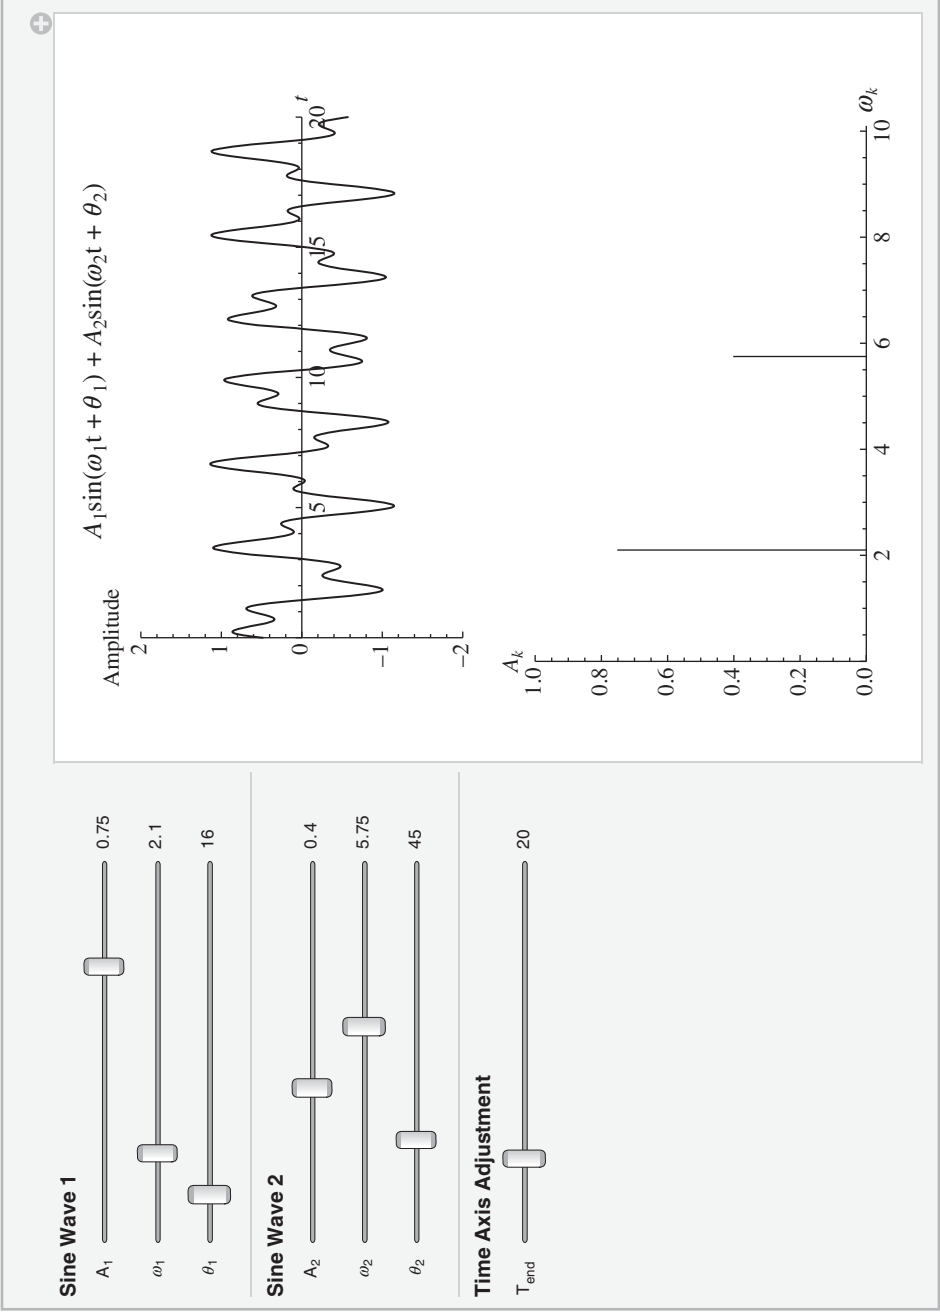 Sine Wave 1
A1 0.75
ω1 2.1
θ1 16
Sine Wave 2
A2 0.4
ω2 5.75
θ2 45
Time Axis Adjustment
Tend 20
A1sin(ω1t + θ1) + A2sin(ω2t + θ2)
Amplitude
2
1
0
−1
−2
5 10 15 20 t
Ak
1.0
0.8
0.6
0.4
0.2
0.0
2 4 6 8 10 ωk